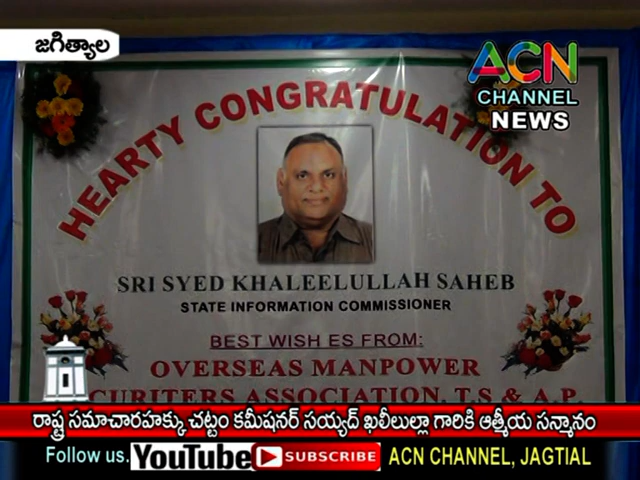 జగిత్యాల
ACN
CHANNEL
NEWS
HEARTY CONGRATULATION TO
SRI SYED KHALEELULLAH SAHEB
STATE INFORMATION COMMISSIONER
BEST WISH ES FROM:
OVERSEAS MANPOWER
CURITERS ASSOCIATION, T.S & A.P.
రాష్ట్ర సమాచారహక్కు చట్టం కమీషనర్ సయ్యద్ ఖలీలుల్లా గారికి ఆత్మీయ సన్మానం
Follow us. YouTube SUBSCRIBE ACN CHANNEL, JAGTIAL